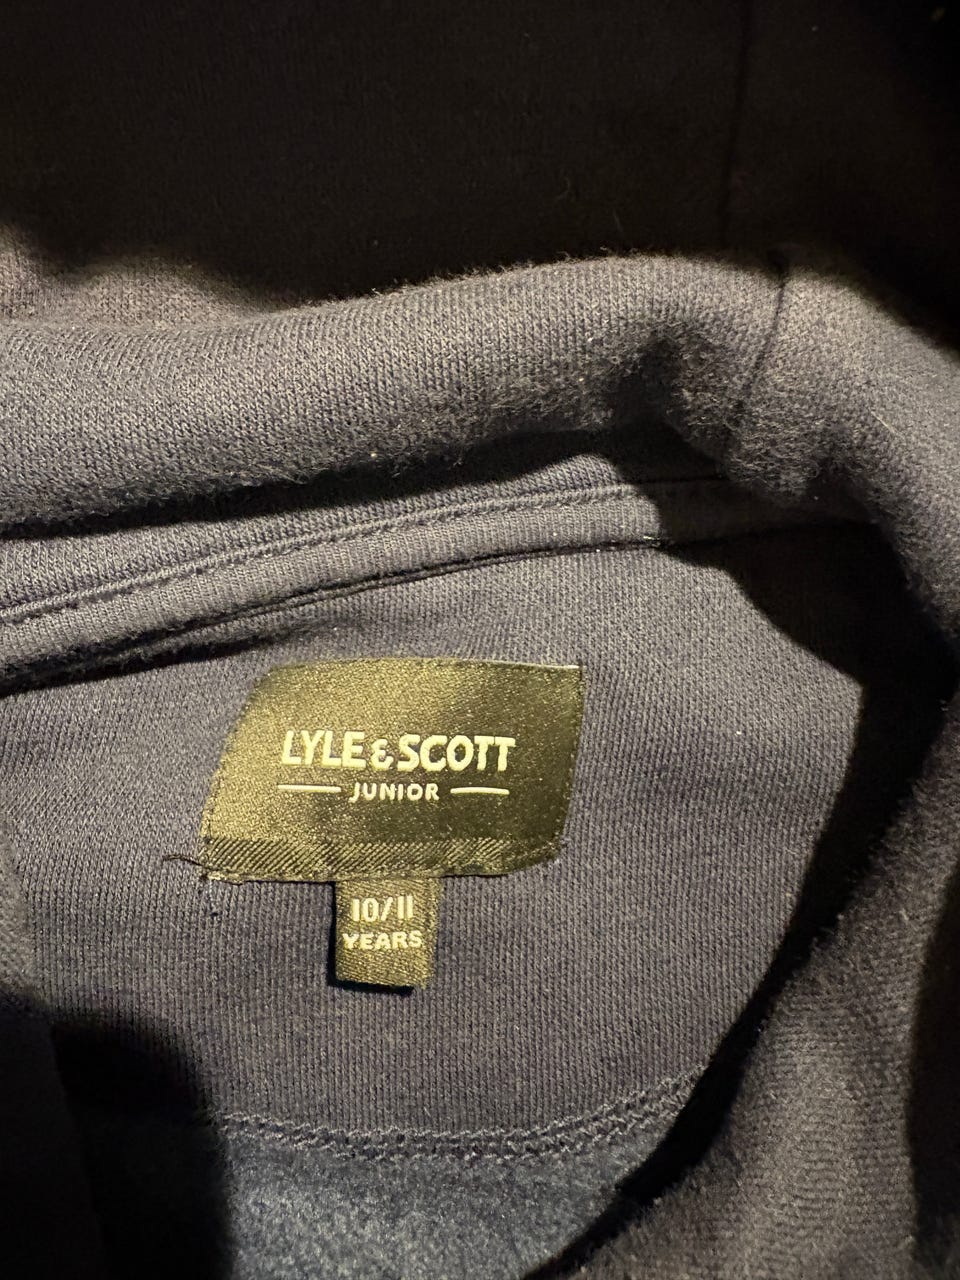 LYLE & SCOTT
JUNIOR
10/11
YEARS